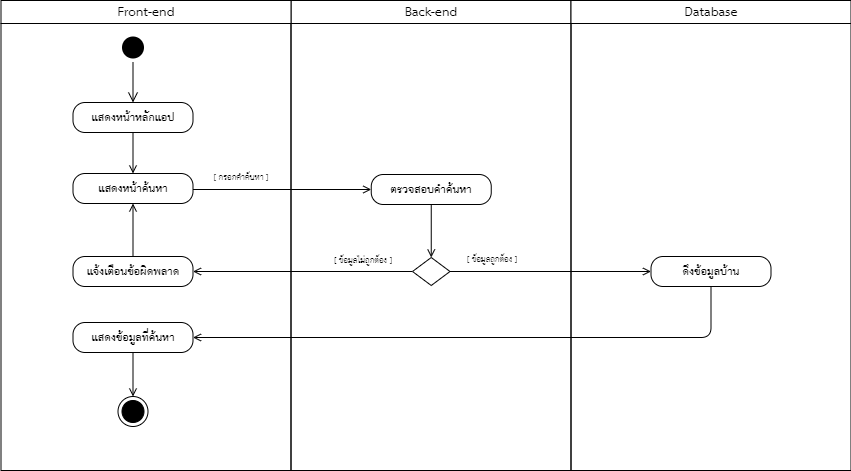 Front-end
Back-end
Database
แสดงหน้าหลักแอป
แสดงหน้าค้นหา
[ กรอกคำค้นหา ]
ตรวจสอบคำค้นหา
แจ้งเตือนข้อผิดพลาด
[ ข้อมูลไม่ถูกต้อง ]
[ ข้อมูลถูกต้อง ]
ดึงข้อมูลบ้าน
แสดงข้อมูลที่ค้นหา